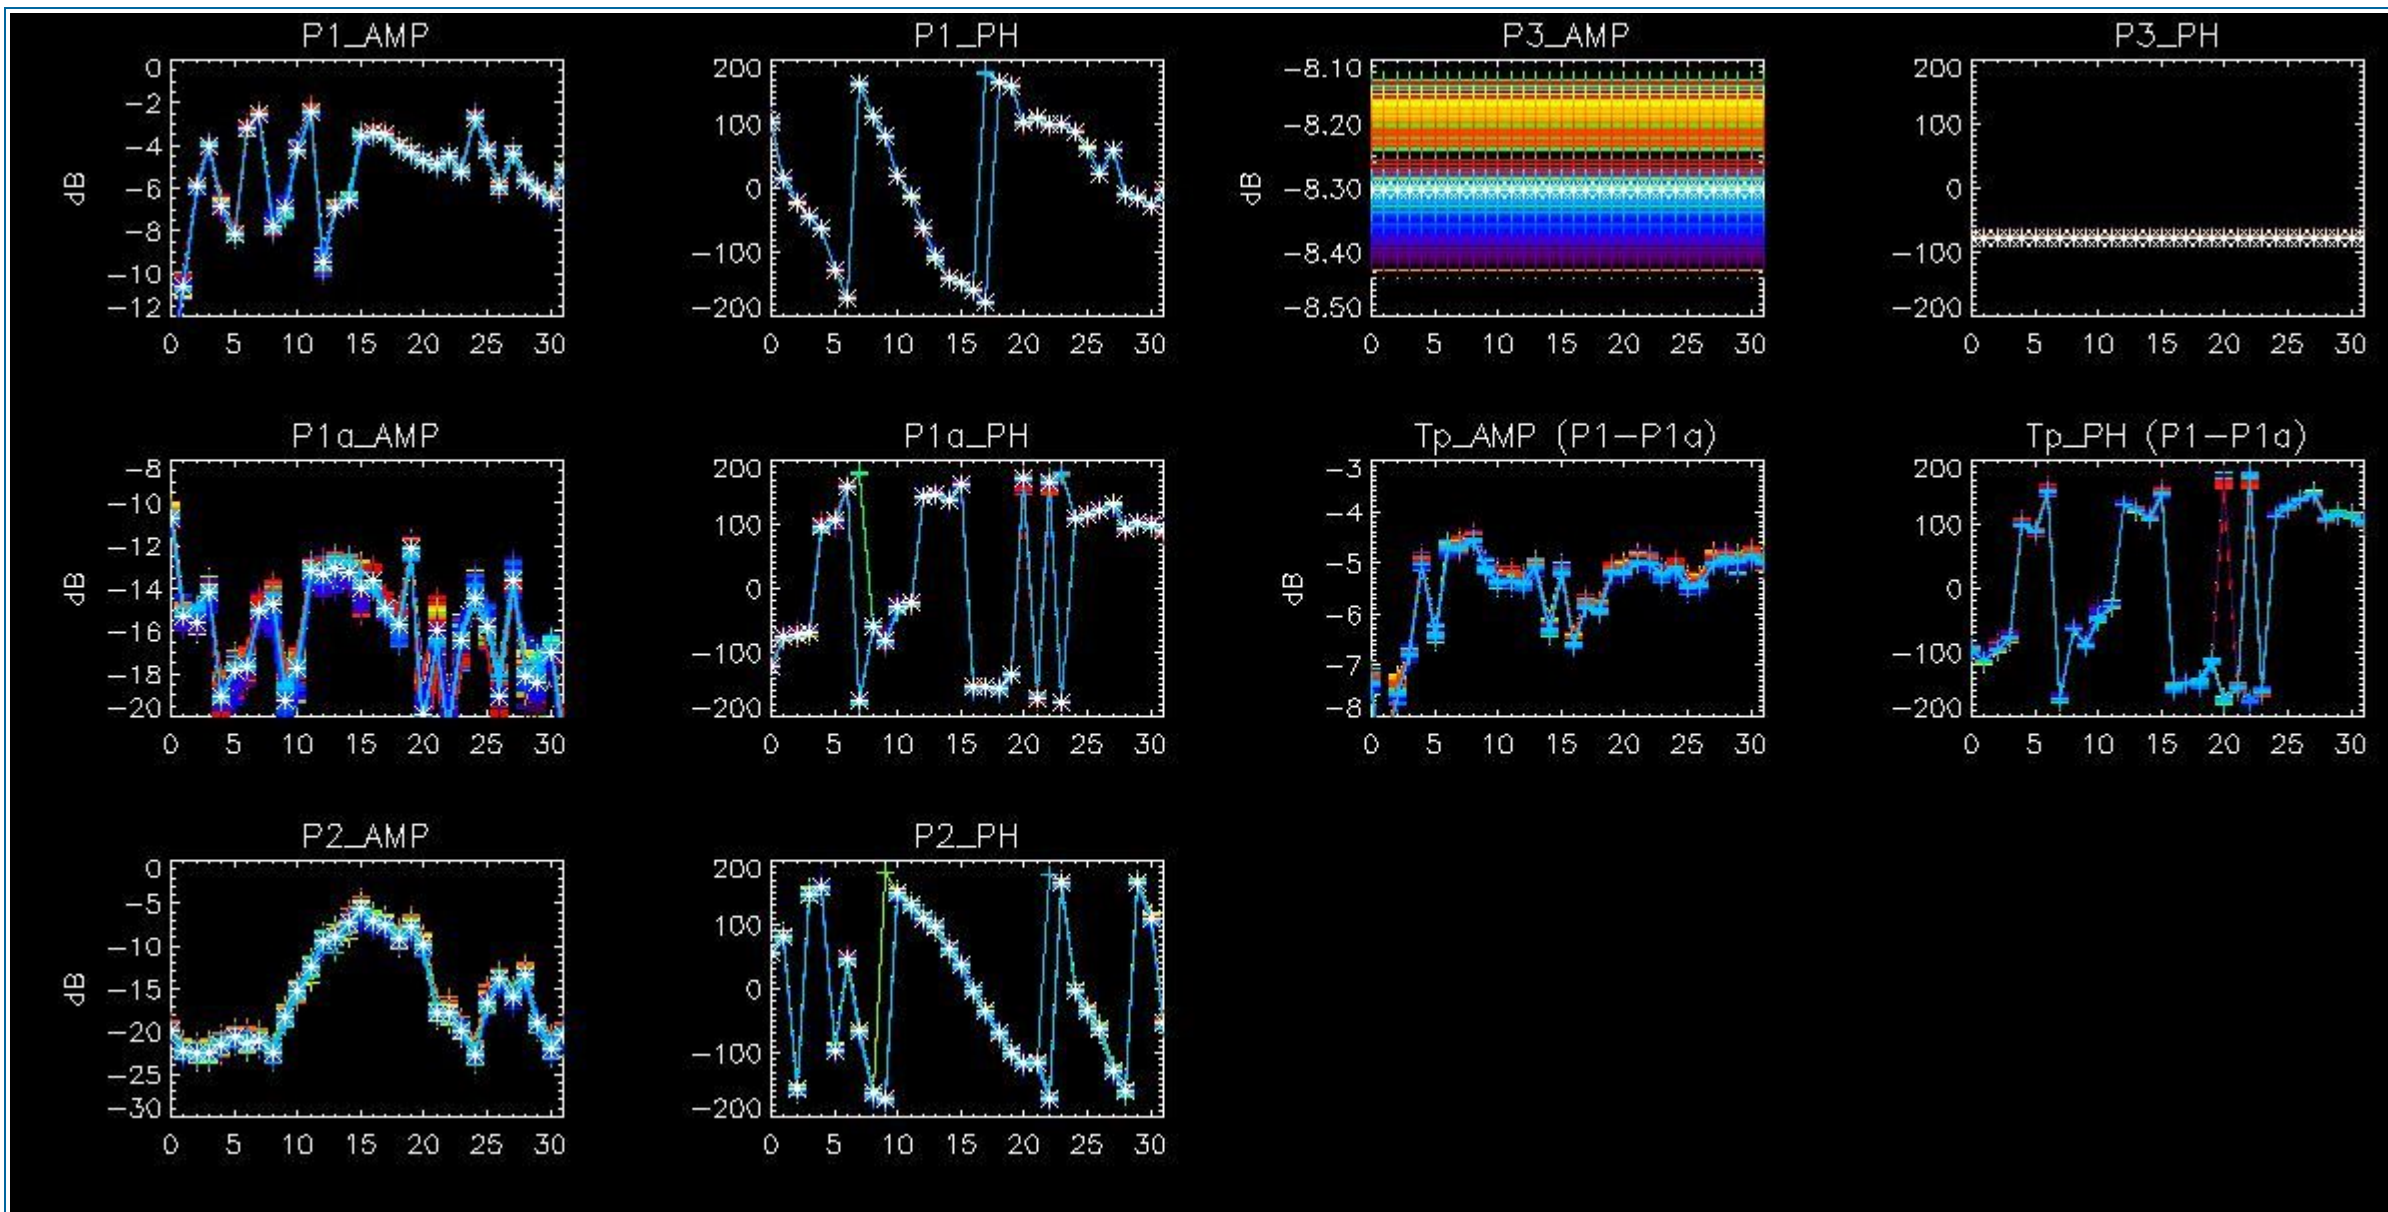 P1_AMP
0
−2
−4
−6
−8
−10
−12
dB
0 5 10 15 20 25 30
P1_PH
200
100
0
−100
−200
0 5 10 15 20 25 30
P3_AMP
−8.10
−8.20
−8.30
−8.40
−8.50
dB
0 5 10 15 20 25 30
P3_PH
200
100
0
−100
−200
0 5 10 15 20 25 30
P1a_AMP
−8
−10
−12
−14
−16
−18
−20
dB
0 5 10 15 20 25 30
P1a_PH
200
100
0
−100
−200
0 5 10 15 20 25 30
Tp_AMP (P1−P1a)
−3
−4
−5
−6
−7
−8
dB
0 5 10 15 20 25 30
Tp_PH (P1−P1a)
200
100
0
−100
−200
0 5 10 15 20 25 30
P2_AMP
0
−5
−10
−15
−20
−25
−30
dB
0 5 10 15 20 25 30
P2_PH
200
100
0
−100
−200
0 5 10 15 20 25 30